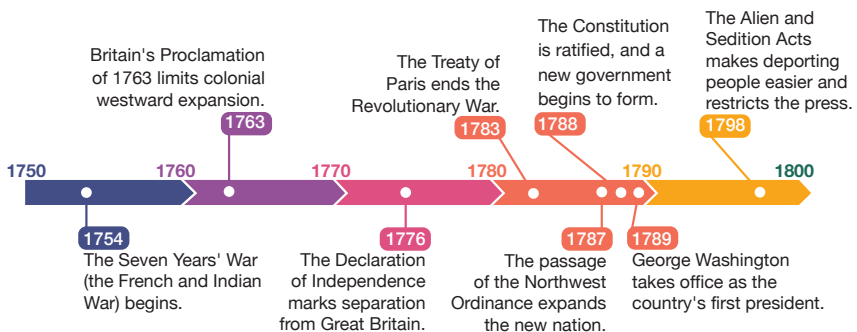 Britain's Proclamation
of 1763 limits colonial
westward expansion.
1763
The Treaty of
Paris ends the
Revolutionary War.
1783
The Constitution
is ratified, and a
new government
begins to form.
1788
The Alien and
Sedition Acts
makes deporting
people easier and
restricts the press.
1798
1750
1760
1770
1780
1790
1800
1754
The Seven Years' War
(the French and Indian
War) begins.
1776
The Declaration
of Independence
marks separation
from Great Britain.
1787
The passage
of the Northwest
Ordinance expands
the new nation.
1789
George Washington
takes office as the
country's first president.